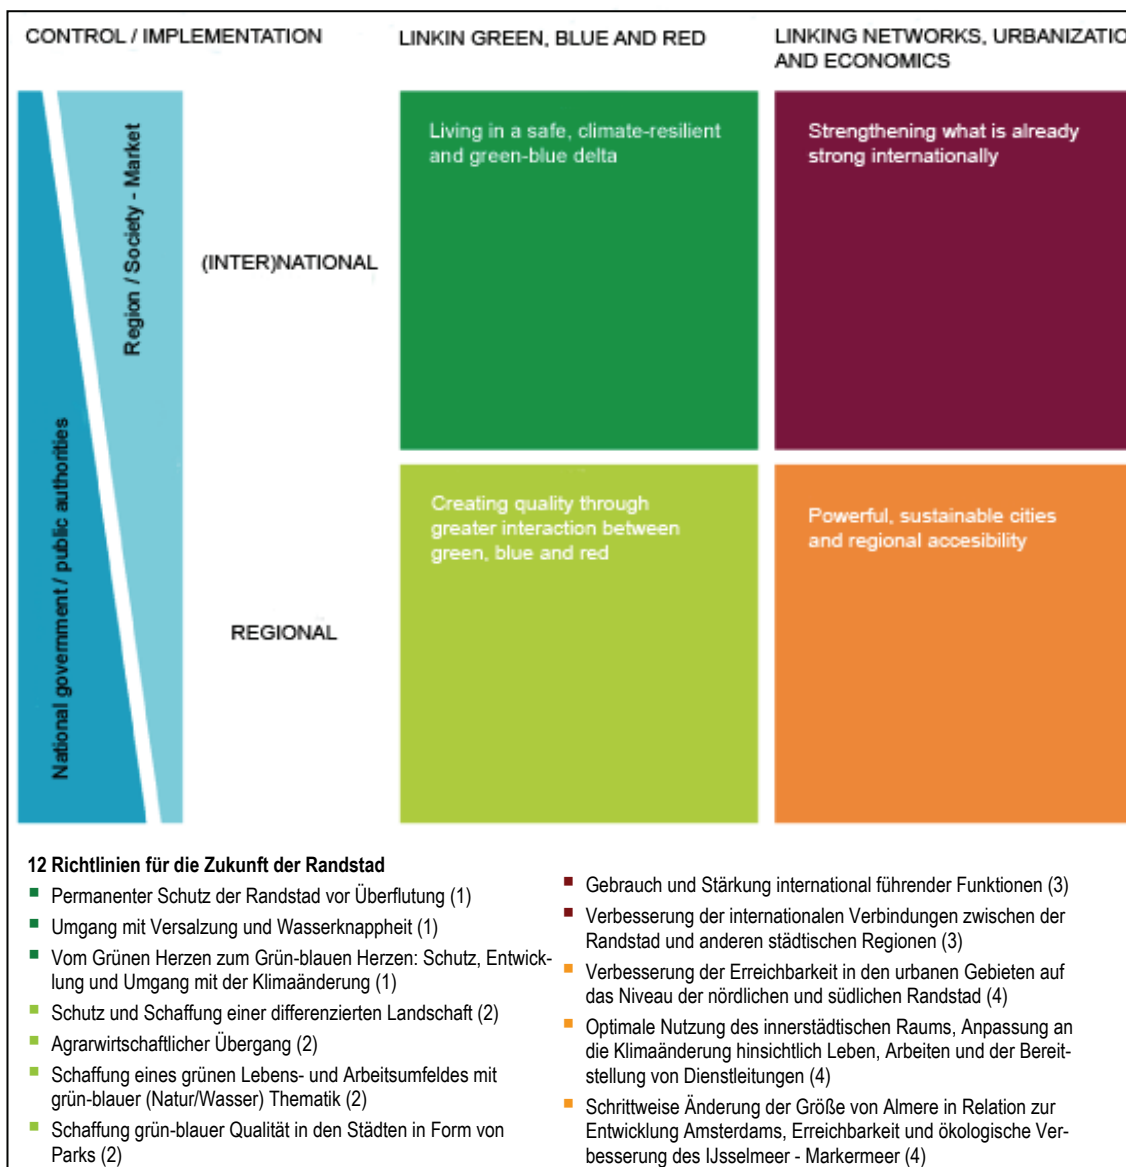 CONTROL / IMPLEMENTATION
LINKIN GREEN, BLUE AND RED
LINKING NETWORKS, URBANIZATIO
AND ECONOMICS
Region / Society - Market
National government / public authorities
(INTER)NATIONAL
Living in a safe, climate-resilient
and green-blue delta
Strengthening what is already
strong internationally
REGIONAL
Creating quality through
greater interaction between
green, blue and red
Powerful, sustainable cities
and regional accesibility
12 Richtlinien für die Zukunft der Randstad
Permanenter Schutz der Randstad vor Überflutung (1)
Umgang mit Versalzung und Wasserknappheit (1)
Vom Grünen Herzen zum Grün-blauen Herzen: Schutz, Entwick-
lung und Umgang mit der Klimaänderung (1)
Schutz und Schaffung einer differenzierten Landschaft (2)
Agrarwirtschaftlicher Übergang (2)
Schaffung eines grünen Lebens- und Arbeitsumfeldes mit
grün-blauer (Natur/Wasser) Thematik (2)
Schaffung grün-blauer Qualität in den Städten in Form von
Parks (2)
Gebrauch und Stärkung international führender Funktionen (3)
Verbesserung der internationalen Verbindungen zwischen der
Randstad und anderen städtischen Regionen (3)
Verbesserung der Erreichbarkeit in den urbanen Gebieten auf
das Niveau der nördlichen und südlichen Randstad (4)
Optimale Nutzung des innerstädtischen Raums, Anpassung an
die Klimaänderung hinsichtlich Leben, Arbeiten und der Bereit-
stellung von Dienstleitungen (4)
Schrittweise Änderung der Größe von Almere in Relation zur
Entwicklung Amsterdams, Erreichbarkeit und ökologische Ver-
besserung des IJsselmeer - Markermeer (4)